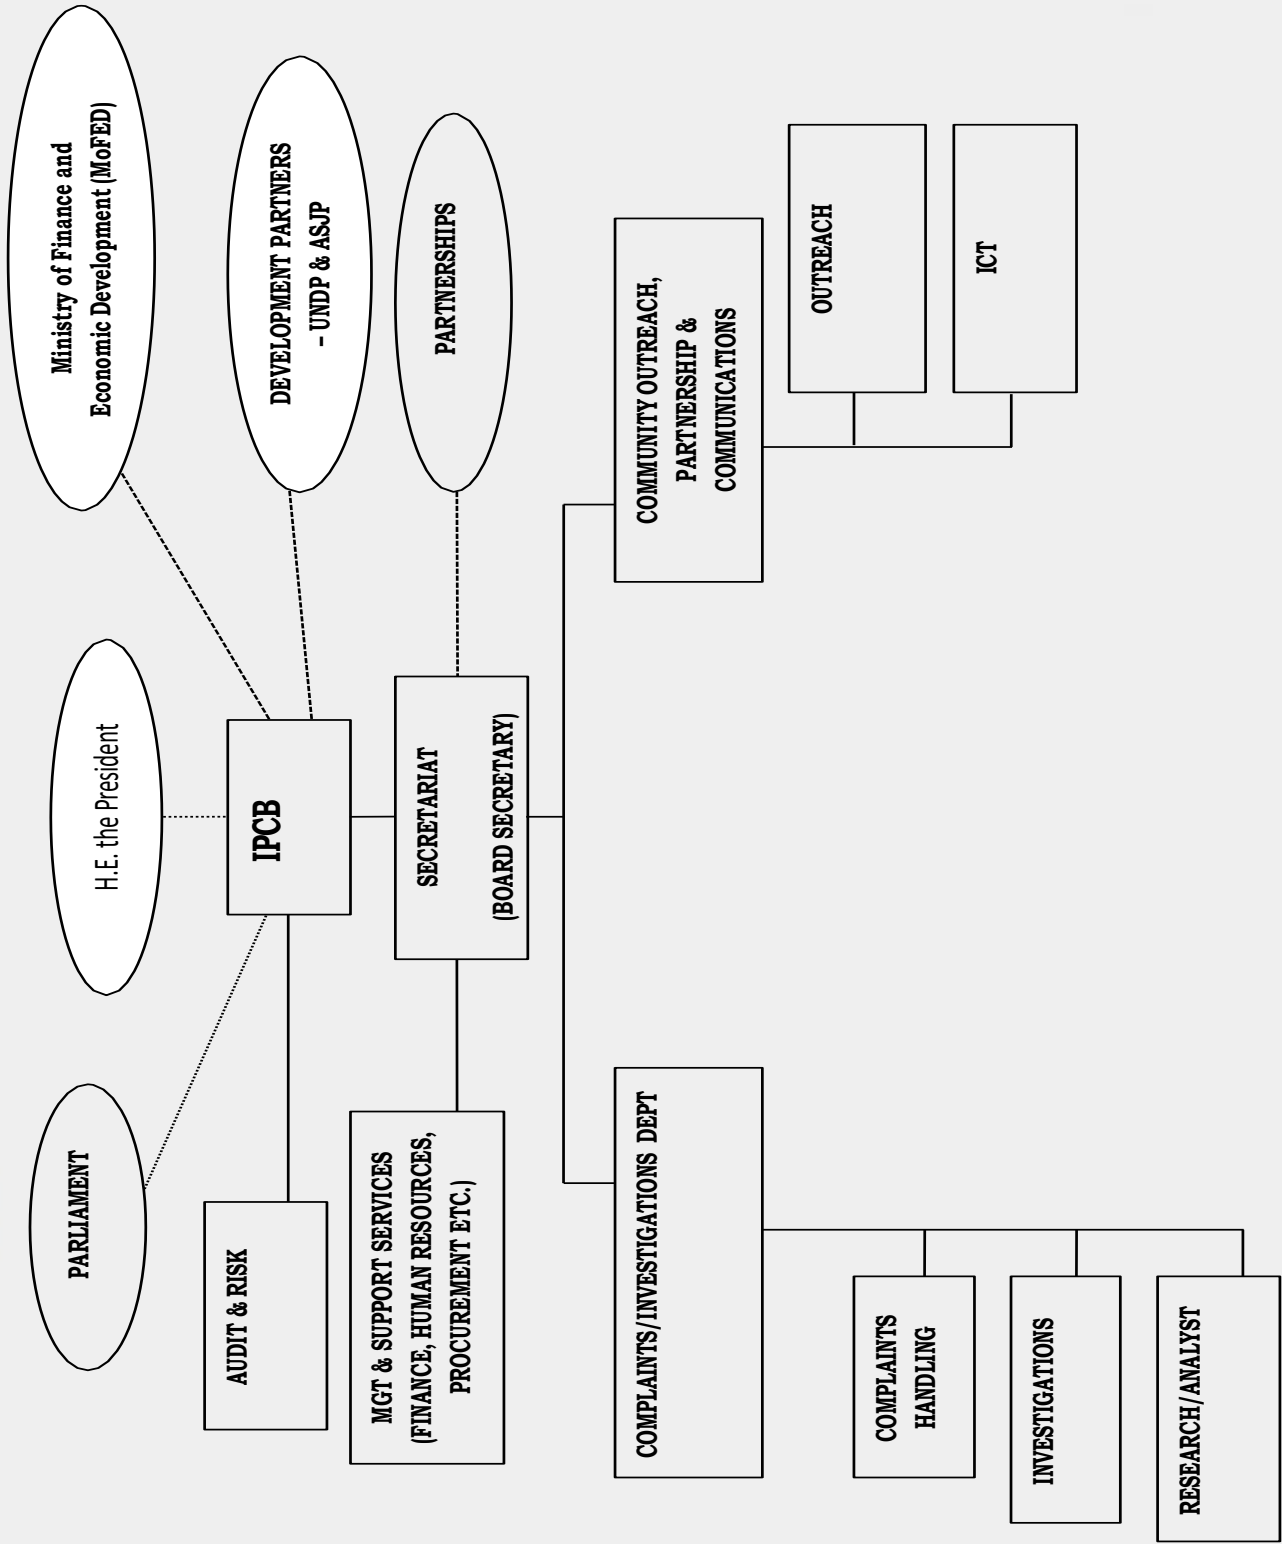 PARLIAMENT
H.E. the President
Ministry of Finance and
Economic Development (MoFED)
AUDIT & RISK
IPCB
DEVELOPMENT PARTNERS
– UNDP & ASJP
MGT & SUPPORT SERVICES
(FINANCE, HUMAN RESOURCES,
PROCUREMENT ETC.)
SECRETARIAT
(BOARD SECRETARY)
PARTNERSHIPS
COMPLAINTS/INVESTIGATIONS DEPT
COMMUNITY OUTREACH,
PARTNERSHIP &
COMMUNICATIONS
COMPLAINTS
HANDLING
INVESTIGATIONS
RESEARCH/ANALYST
OUTREACH
ICT